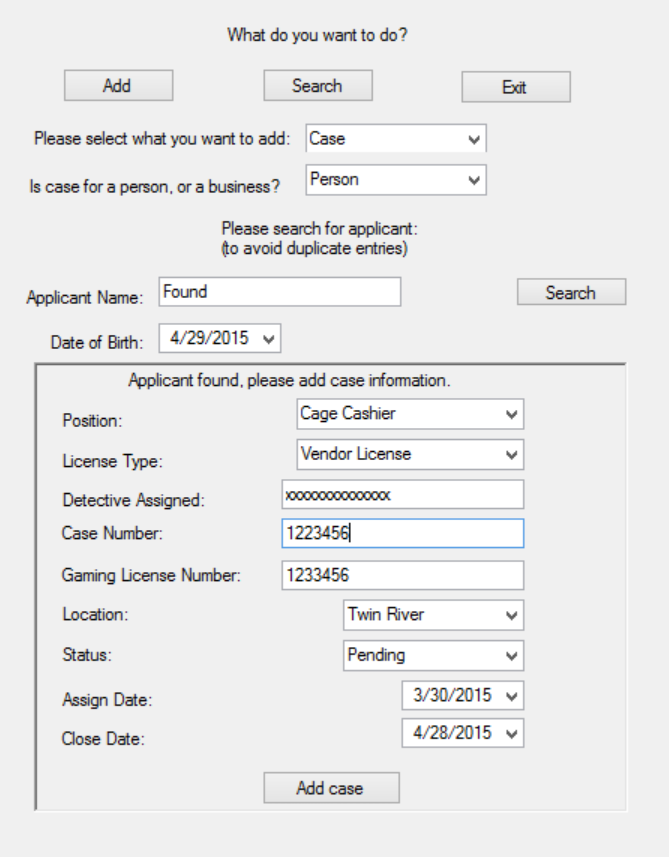 What do you want to do?
Add Search Exit
Please select what you want to add: Case
Is case for a person, or a business? Person
Please search for applicant:
(to avoid duplicate entries)
Applicant Name: Found Search
Date of Birth: 4/29/2015
Applicant found, please add case information.
Position: Cage Cashier
License Type: Vendor License
Detective Assigned: xxxxxxxxxxxxxxx
Case Number: 1223456
Gaming License Number: 1233456
Location: Twin River
Status: Pending
Assign Date: 3/30/2015
Close Date: 4/28/2015
Add case